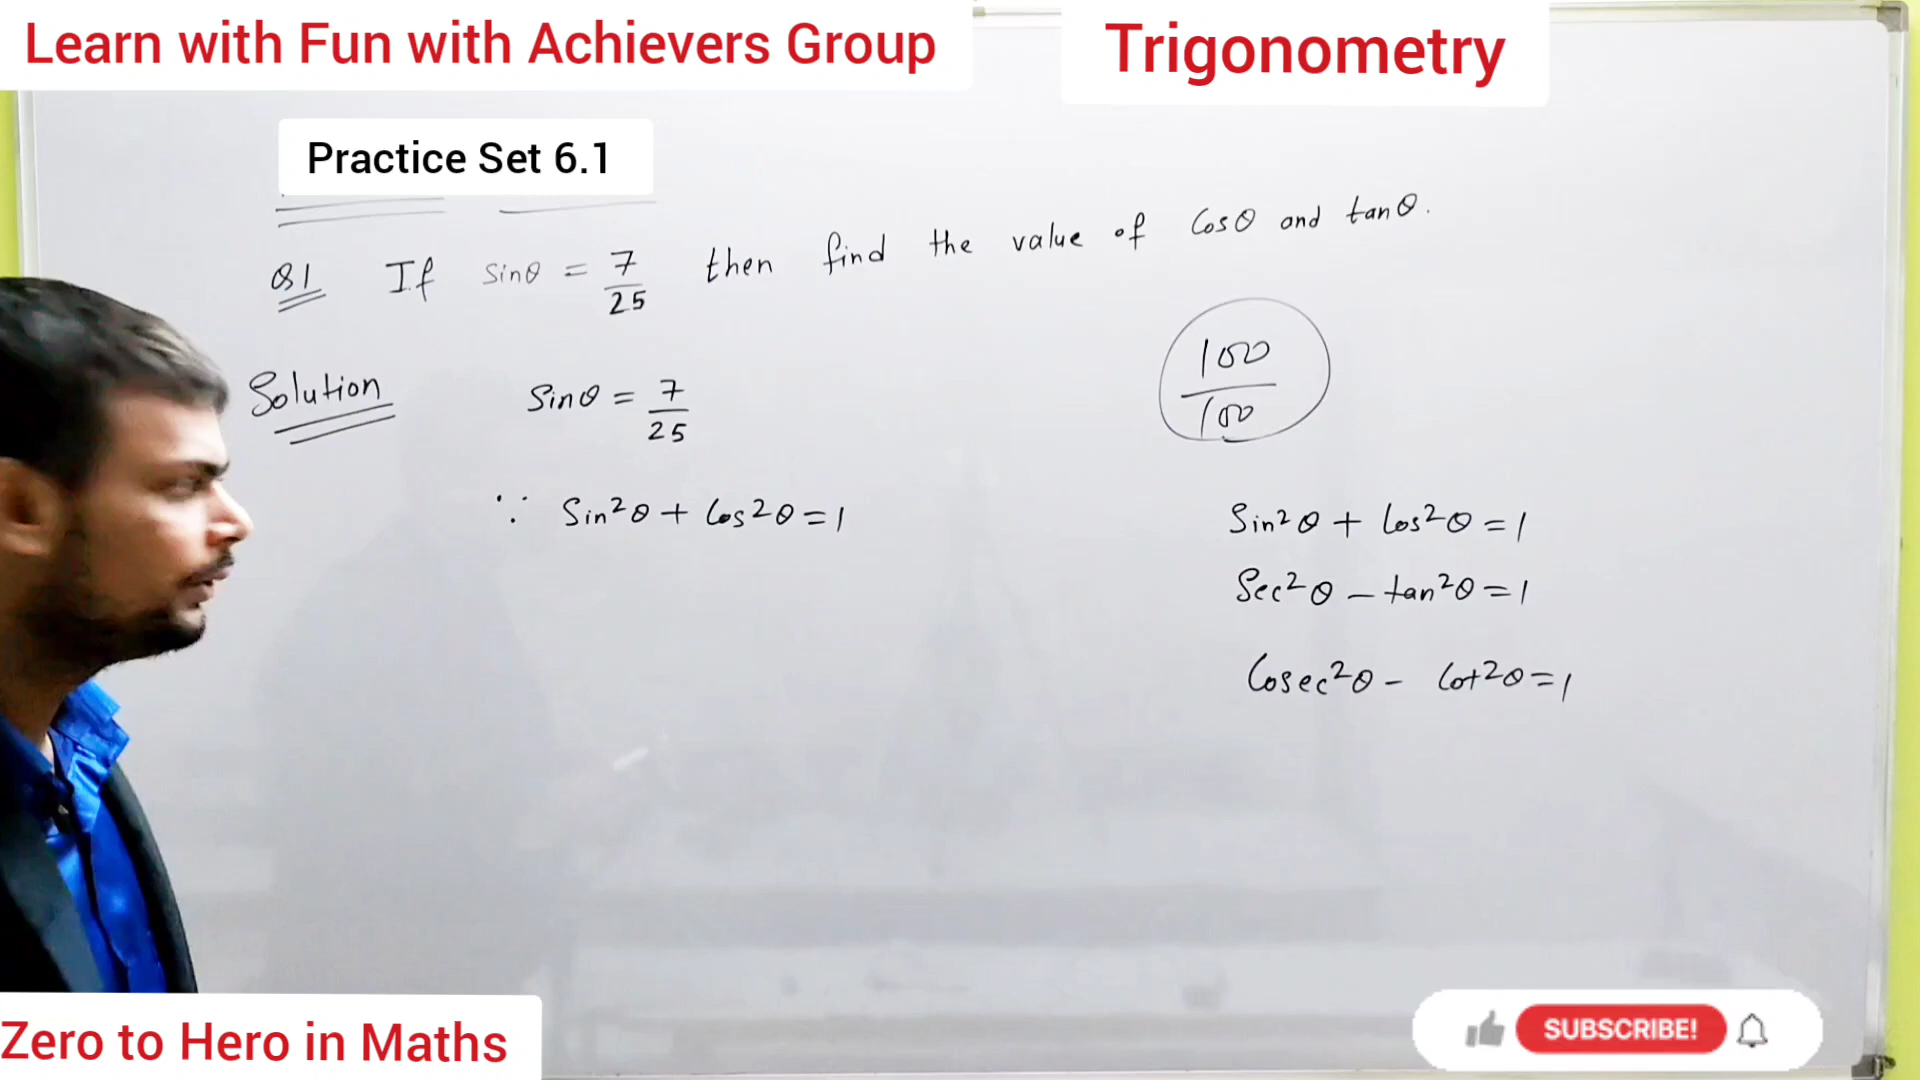 Learn with Fun with Achievers Group
Trigonometry
Practice Set 6.1
Q1 If sinθ = 7/25 then find the value of Cosθ and tanθ.
100/100
Solution
Sinθ = 7/25
∵ Sin²θ + Cos²θ = 1
Sin²θ + Cos²θ = 1
Sec²θ – tan²θ = 1
Cosec²θ – Cot²θ = 1
Zero to Hero in Maths
SUBSCRIBE!